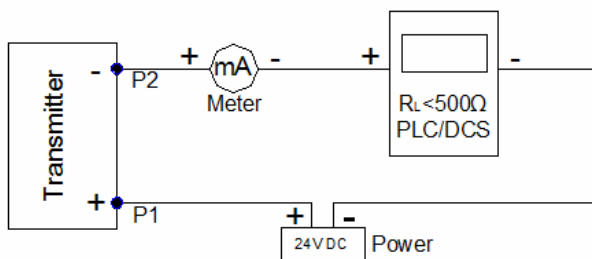 Transmitter
-
P2
+
mA
-
Meter
+
-
RL<500Ω
PLC/DCS
+
P1
+
-
24VDC
Power